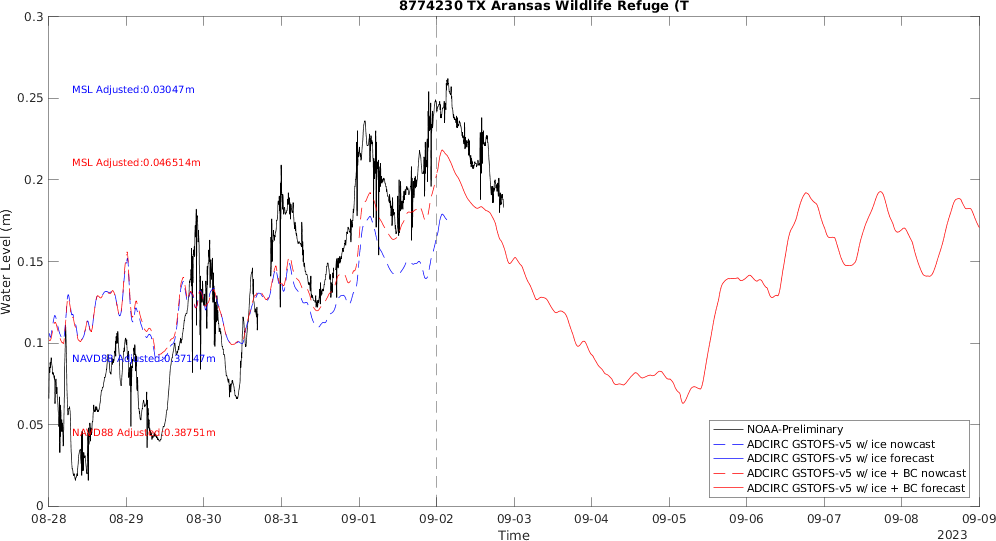 8774230 TX Aransas Wildlife Refuge (T
0.3
0.25
0.2
0.15
0.1
0.05
0
Water Level (m)
MSL Adjusted:0.03047m
MSL Adjusted:0.046514m
NAVD88 Adjusted:0.37147m
NAVD88 Adjusted:0.38751m
NOAA-Preliminary
ADCIRC GSTOFS-v5 w/ ice nowcast
ADCIRC GSTOFS-v5 w/ ice forecast
ADCIRC GSTOFS-v5 w/ ice + BC nowcast
ADCIRC GSTOFS-v5 w/ ice + BC forecast
08-28 08-29 08-30 08-31 09-01 09-02 09-03 09-04 09-05 09-06 09-07 09-08 09-09
Time
2023